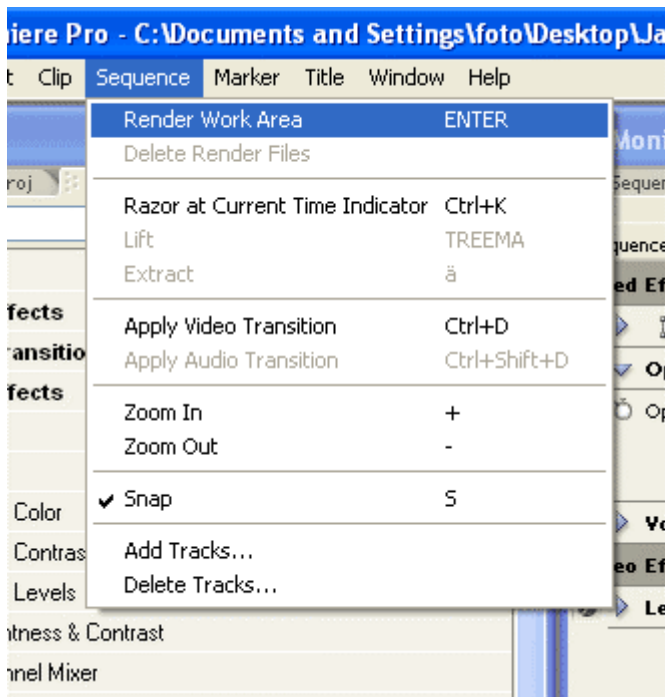 iere Pro - C:\Documents and Settings\foto\Desktop\Ja
t Clip Sequence Marker Title Window Help
Render Work Area ENTER
Delete Render Files
Razor at Current Time Indicator Ctrl+K
Lift TREEMA
Extract ä
Apply Video Transition Ctrl+D
Apply Audio Transition Ctrl+Shift+D
Zoom In +
Zoom Out -
Snap S
Add Tracks...
Delete Tracks...
roj
fects
ansitio
fects
Color
Contras
Levels
htness & Contrast
nnel Mixer
Moni
Sequen
quence
ed Ef
Op
Op
Vo
eo Ef
Le